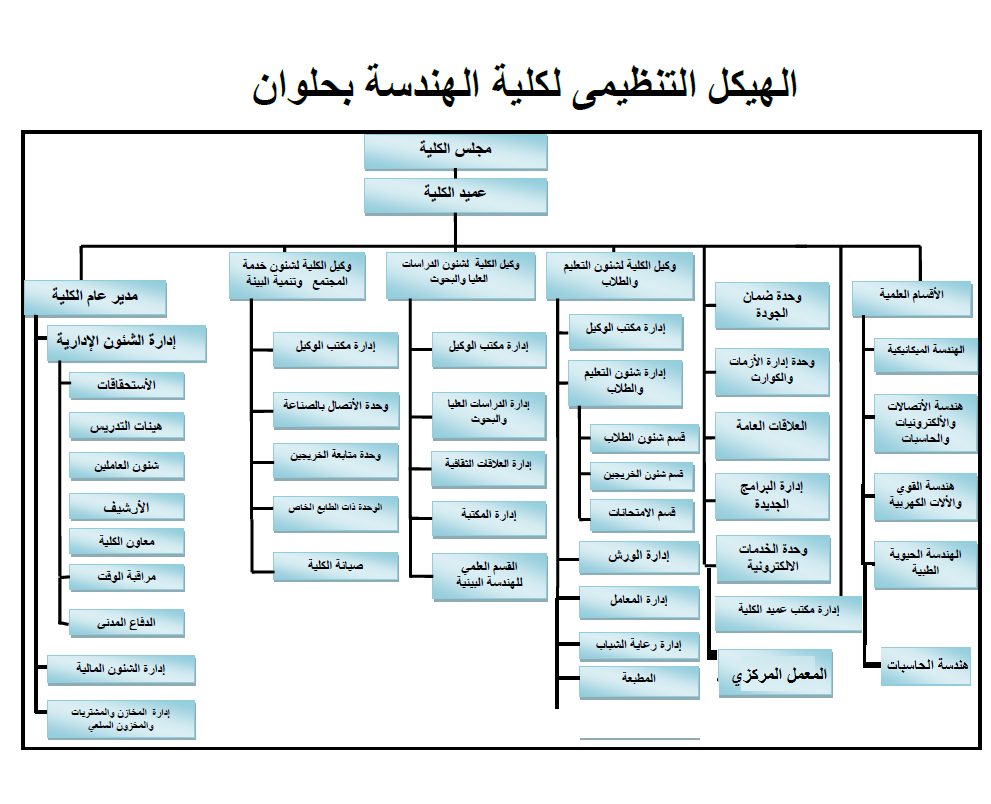 الهيكل التنظيمى لكلية الهندسة بحلوان
مجلس الكلية
عميد الكلية
الأقسام العلمية
الهندسة الميكانيكية
هندسة الأتصالات
والألكترونيات
والحاسبات
هندسة القوي
والألات الكهربية
الهندسة الحيوية
الطبية
هندسة الحاسبات
وحدة ضمان
الجودة
وحدة إدارة الأزمات
والكوارث
العلاقات العامة
إدارة البرامج
الجديدة
وحدة الخدمات
الالكترونية
إدارة مكتب عميد الكلية
المعمل المركزي
وكيل الكلية لشئون التعليم
والطلاب
إدارة مكتب الوكيل
إدارة شئون التعليم
والطلاب
قسم شئون الطلاب
قسم شئون الخريجين
قسم الامتحانات
إدارة الورش
إدارة المعامل
إدارة رعاية الشباب
المطبعة
وكيل الكلية لشئون الدراسات
العليا والبحوث
إدارة مكتب الوكيل
إدارة الدراسات العليا
والبحوث
إدارة العلاقات الثقافية
إدارة المكتبة
القسم العلمي
للهندسة البيئية
وكيل الكلية لشئون خدمة
المجتمع وتنمية البيئة
إدارة مكتب الوكيل
وحدة الأتصال بالصناعة
وحدة متابعة الخريجين
الوحدة ذات الطابع الخاص
صيانة الكلية
مدير عام الكلية
إدارة الشئون الإدارية
الأستحقاقات
هيئات التدريس
شئون العاملين
الأرشيف
معاون الكلية
مراقبة الوقت
الدفاع المدنى
إدارة الشئون المالية
إدارة المخازن والمشتريات
والمخزون السلعي